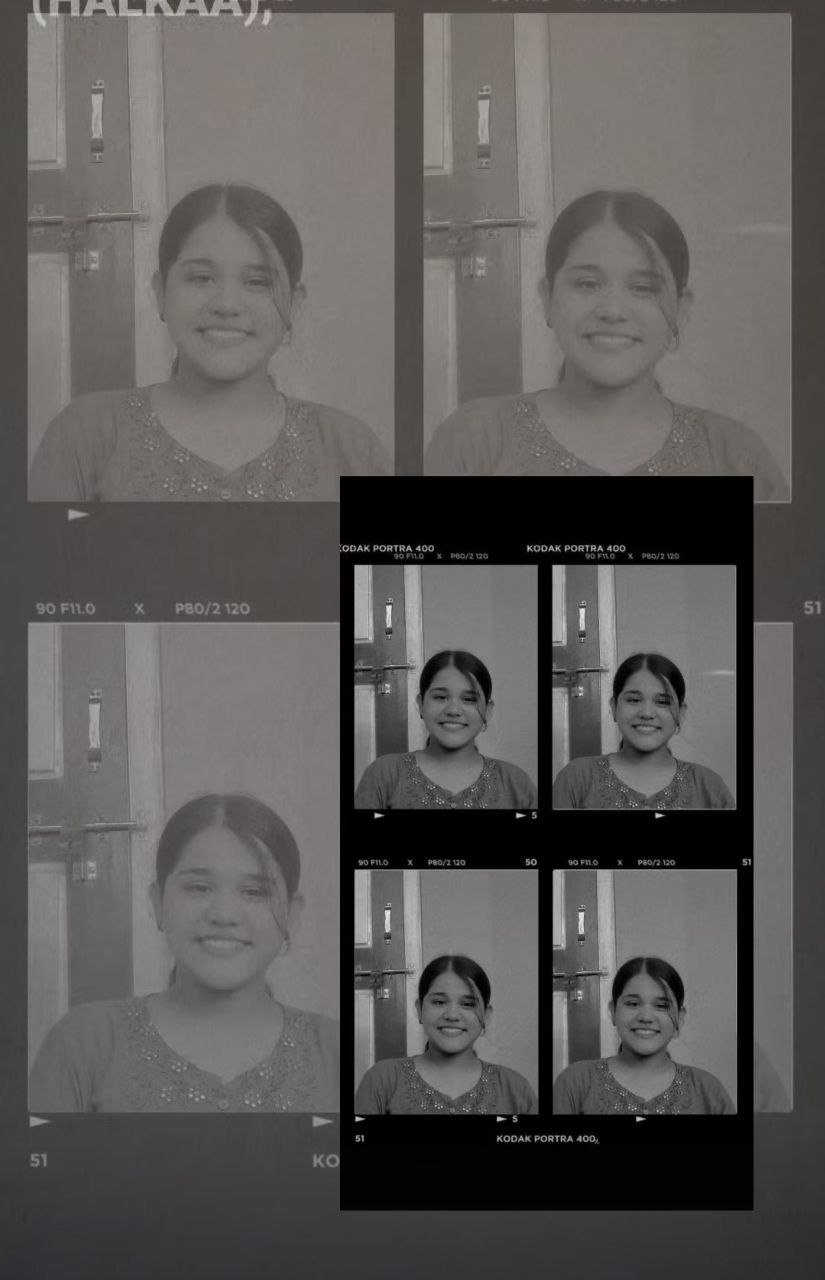 (HALKAA),
KODAK PORTRA 400 KODAK PORTRA 400
90 F11.0 X P80/2 120 90 F11.0 X P80/2 120
90 F11.0 X P80/2 120
51
5
90 F11.0 X P80/2 120 50 90 F11.0 X P80/2 120 51
5
51 KODAK PORTRA 400
51 KO